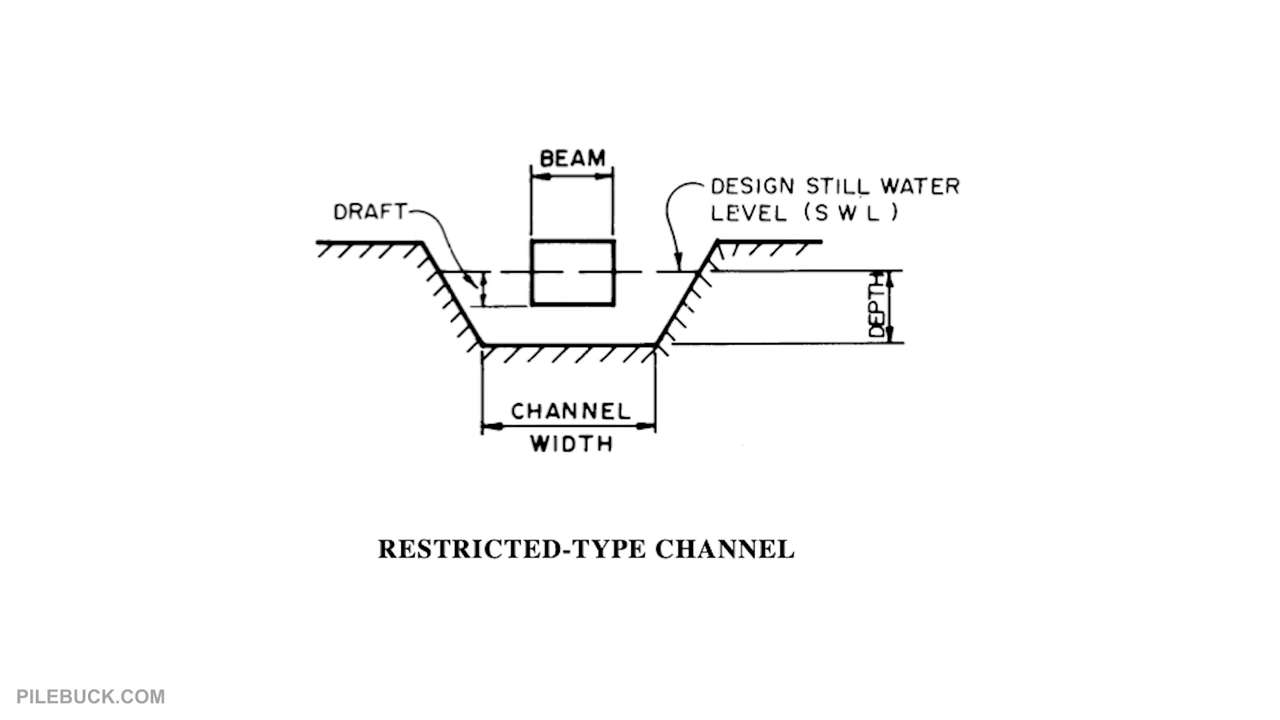 BEAM
DRAFT
DESIGN STILL WATER
LEVEL (S W L)
DEPTH
CHANNEL
WIDTH
RESTRICTED-TYPE CHANNEL
PILEBUCK.COM